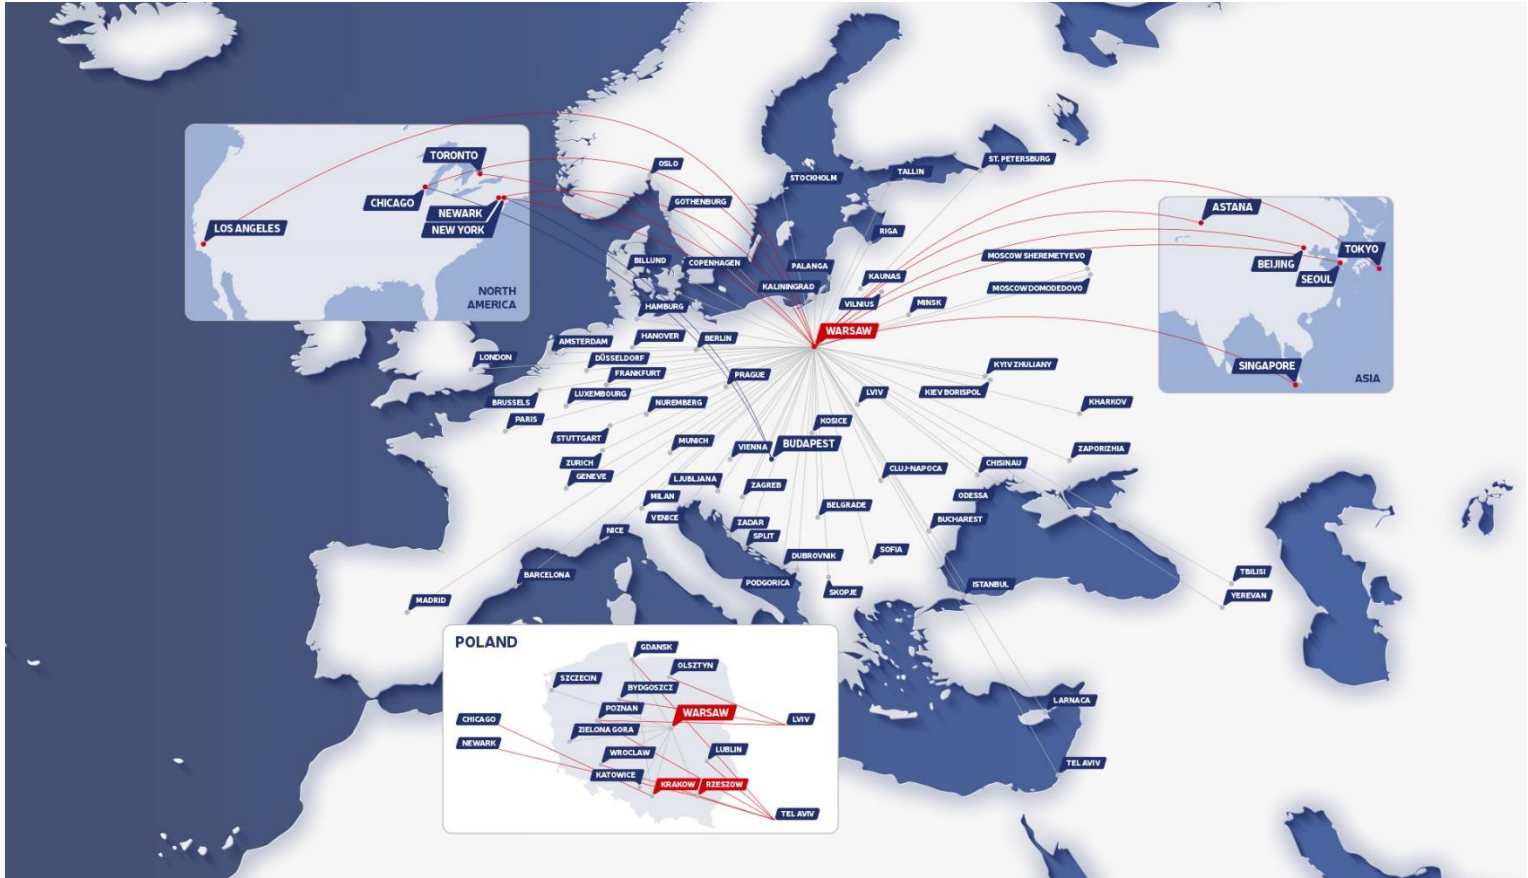 OSLO
STOCKHOLM
TALLIN
ST. PETERSBURG
GOTHENBURG
RIGA
TORONTO
CHICAGO
NEWARK
NEW YORK
LOS ANGELES
NORTH
AMERICA
ASTANA
TOKYO
BEIJING
SEOUL
SINGAPORE
ASIA
BILLUND
COPENHAGEN
PALANGA
KALININGRAD
KAUNAS
MOSCOW SHEREMETYEVO
MOSCOW DOMODEDOVO
VILNIUS
MINSK
HAMBURG
WARSAW
AMSTERDAM
HANOVER
BERLIN
LONDON
DÜSSELDORF
FRANKFURT
PRAGUE
KYIV ZHULIANY
KIEV BORISPOL
LVIV
KHARKOV
BRUSSELS
LUXEMBOURG
NUREMBERG
PARIS
KOSICE
STUTTGART
MUNICH
VIENNA
BUDAPEST
ZAPORIZHIA
ZURICH
GENEVE
LJUBLJANA
ZAGREB
CLUJ-NAPOCA
CHISINAU
MILAN
VENICE
ODESSA
BELGRADE
BUCHAREST
NICE
ZADAR
SPLIT
DUBROVNIK
SOFIA
BARCELONA
PODGORICA
SKOPJE
ISTANBUL
TBILISI
YEREVAN
MADRID
LARNACA
TEL AVIV
POLAND
GDANSK
OLSZTYN
SZCZECIN
BYDGOSZCZ
POZNAN
WARSAW
CHICAGO
LVIV
ZIELONA GORA
NEWARK
WROCLAW
LUBLIN
KATOWICE
KRAKOW
RZESZOW
TEL AVIV